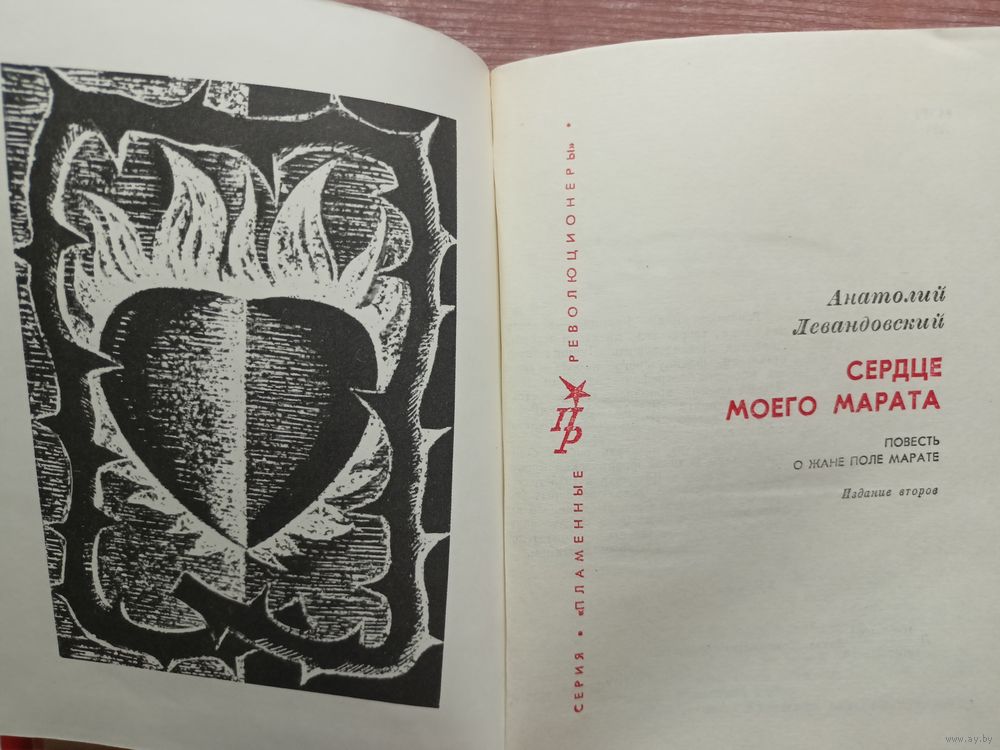 СЕРИЯ • «ПЛАМЕННЫЕ
ПР
РЕВОЛЮЦИОНЕРЫ» •
Анатолий
Левандовский
СЕРДЦЕ
МОЕГО МАРАТА
ПОВЕСТЬ
О ЖАНЕ ПОЛЕ МАРАТЕ
Издание второе
www.ay.by